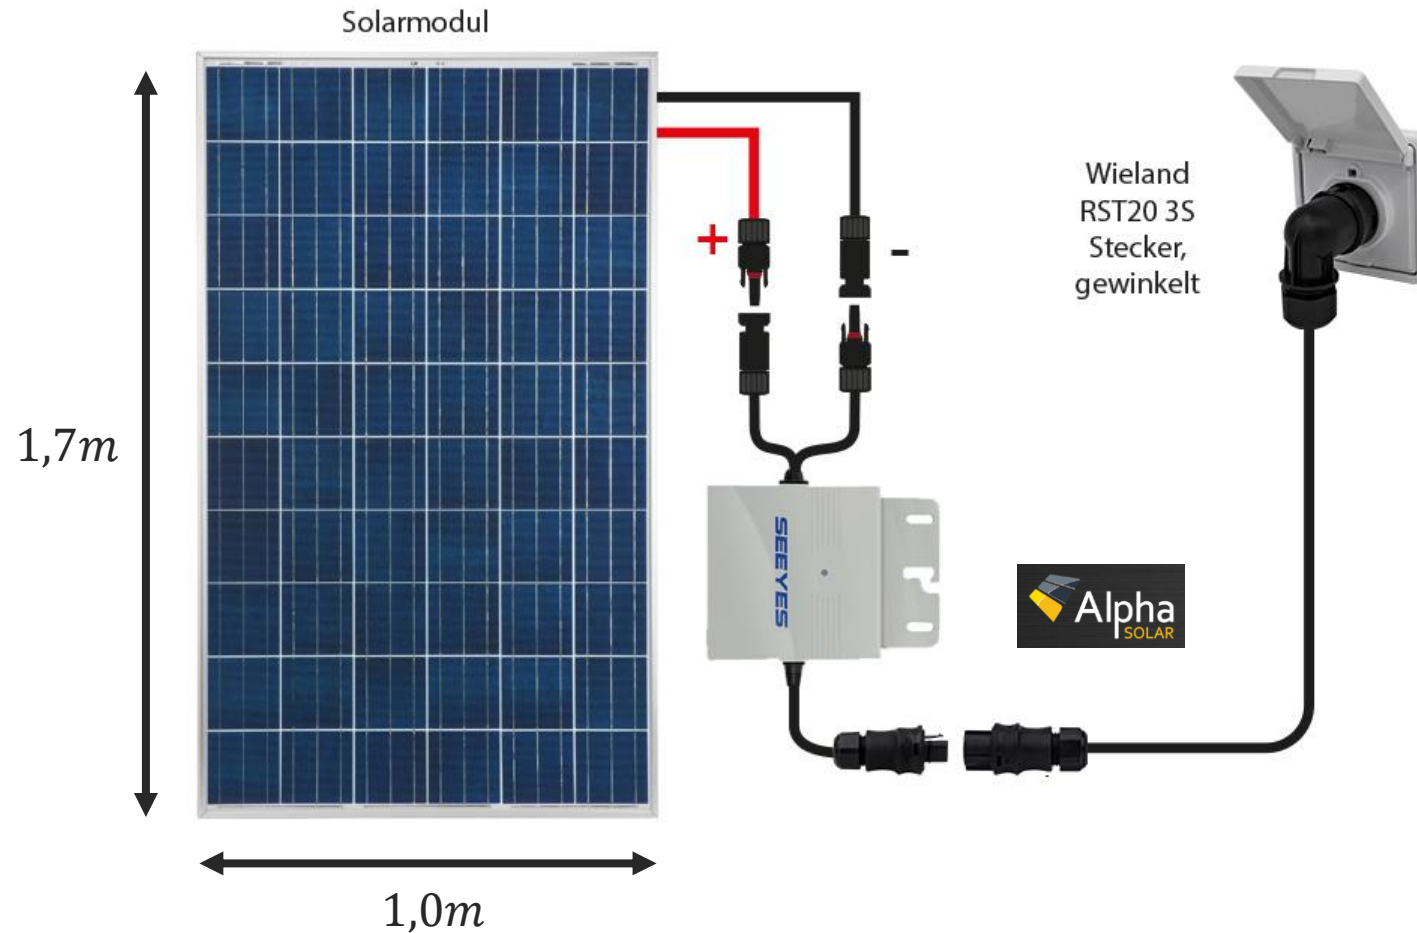 Solarmodul
1,7m
+
-
Wieland
RST20 3S
Stecker,
gewinkelt
SEEYES
Alpha
SOLAR
1,0m